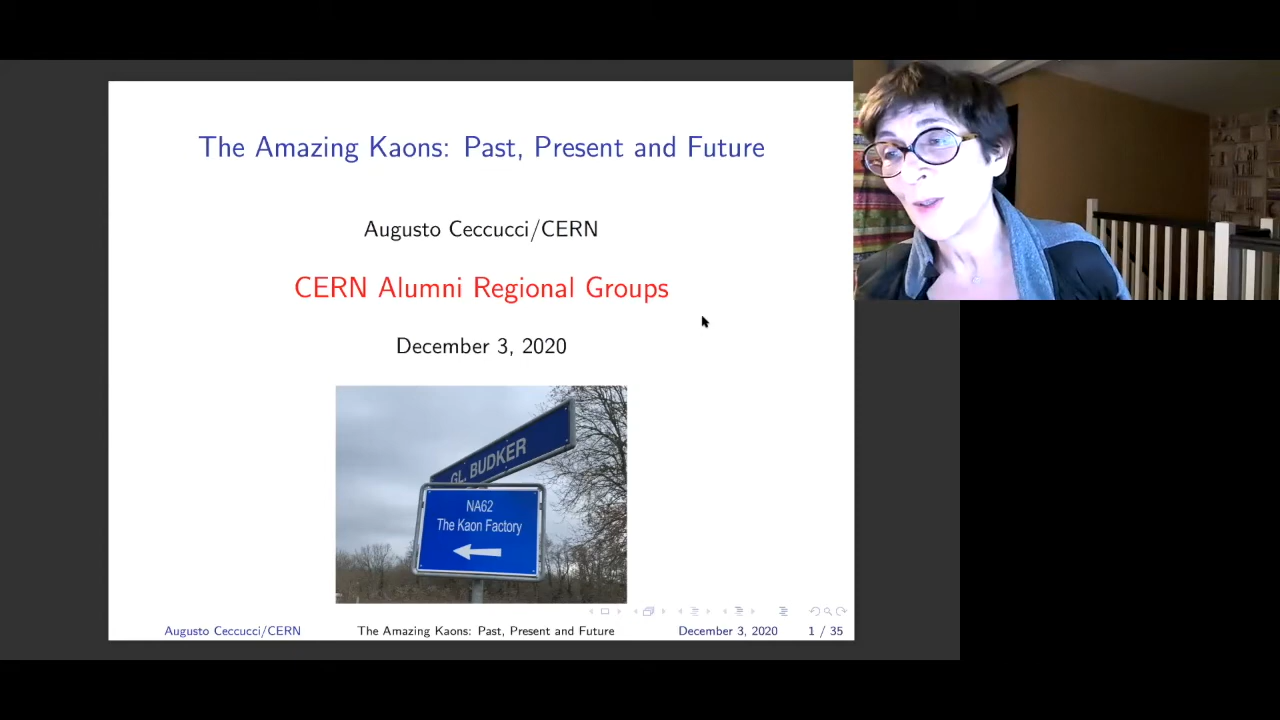 The Amazing Kaons: Past, Present and Future
Augusto Ceccucci/CERN
CERN Alumni Regional Groups
December 3, 2020
GL. BUDKER
NA62
The Kaon Factory
Augusto Ceccucci/CERN
The Amazing Kaons: Past, Present and Future
December 3, 2020
1 / 35